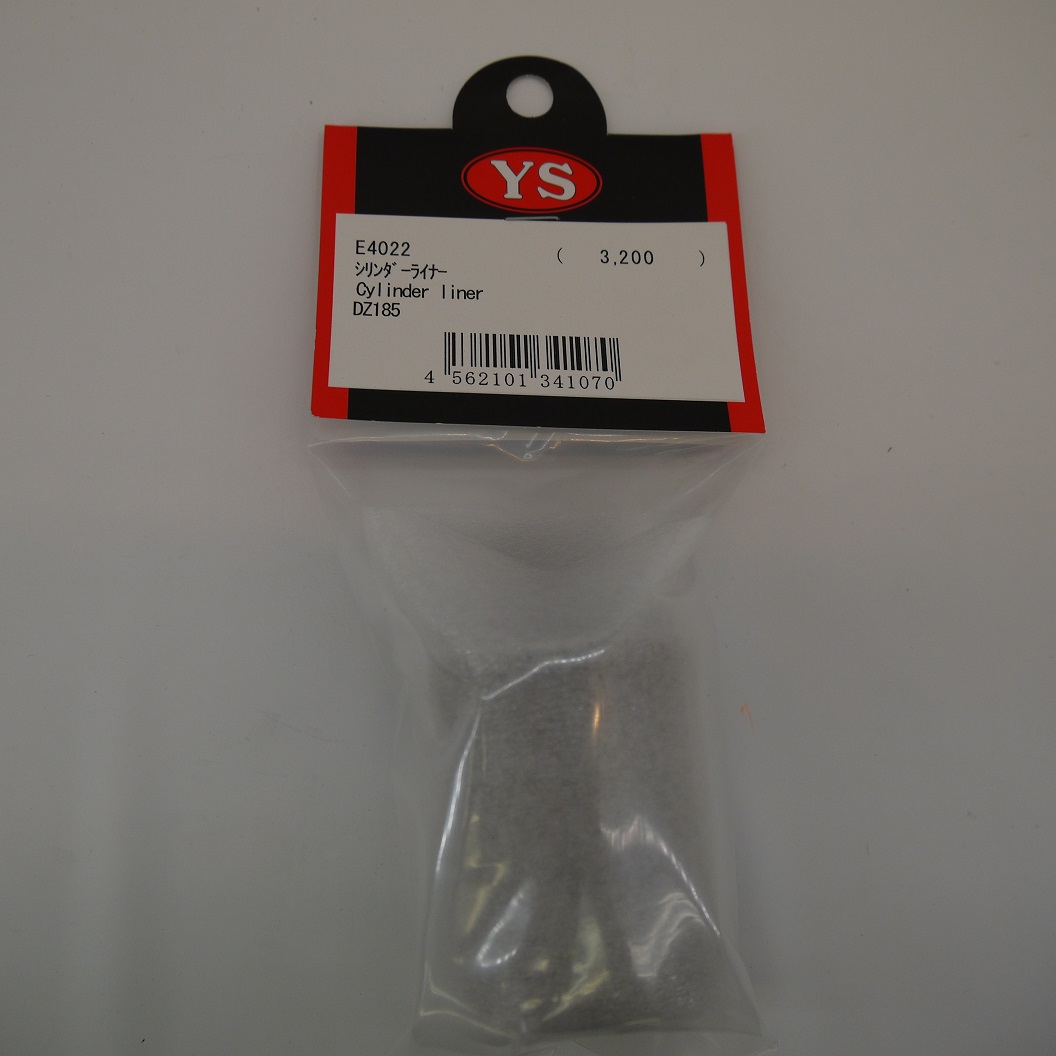 YS
E4022 ( 3,200 )
シリンダーライナー
Cylinder liner
DZ185
4 562101 341070